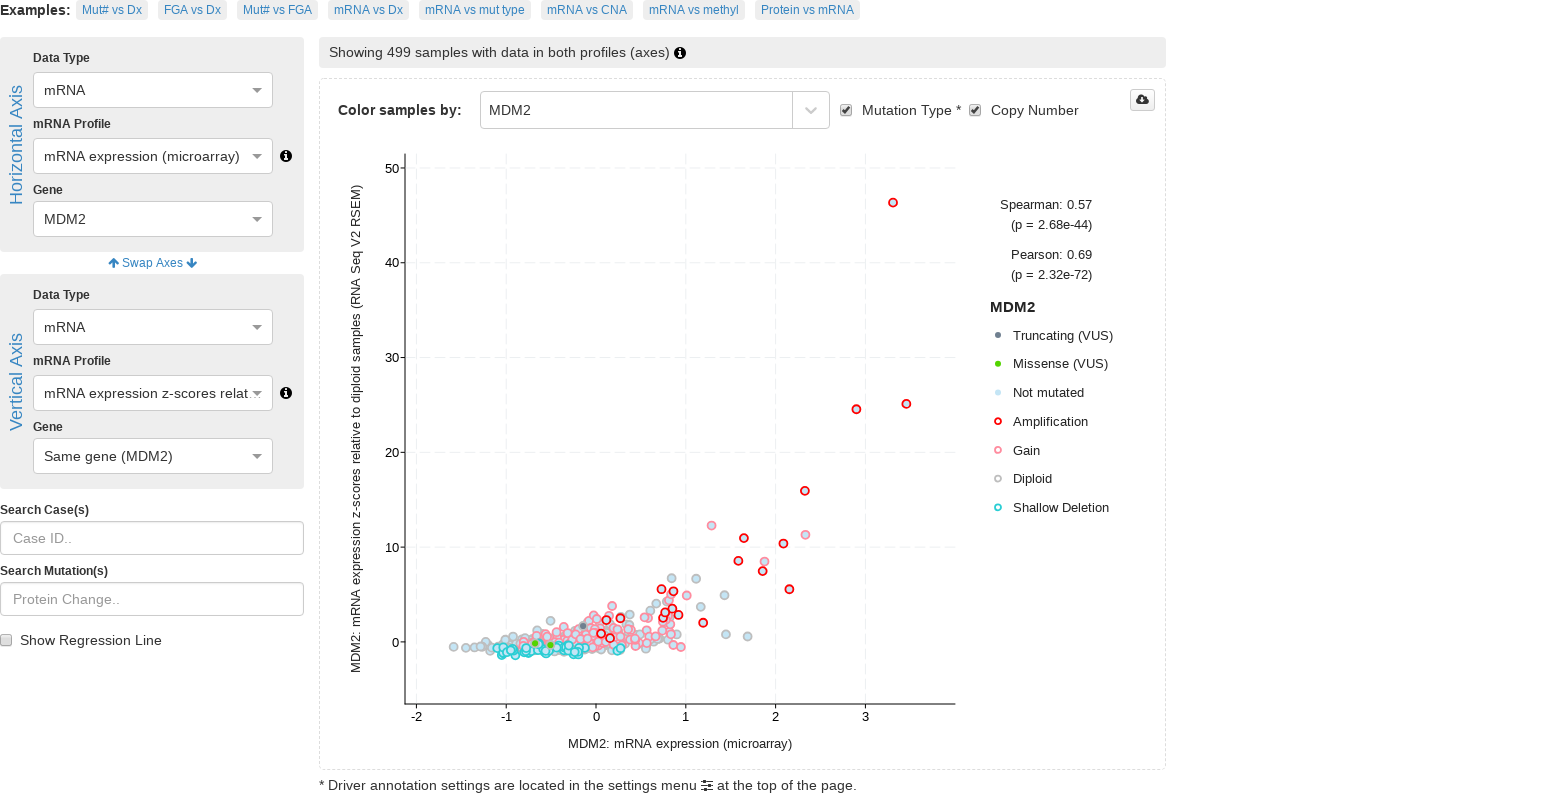 Examples: Mut# vs Dx FGA vs Dx Mut# vs FGA mRNA vs Dx mRNA vs mut type mRNA vs CNA mRNA vs methyl Protein vs mRNA
Horizontal Axis
Data Type
mRNA
mRNA Profile
mRNA expression (microarray)
Gene
MDM2
Swap Axes
Vertical Axis
Data Type
mRNA
mRNA Profile
mRNA expression z-scores relat…
Gene
Same gene (MDM2)
Search Case(s)
Case ID..
Search Mutation(s)
Protein Change..
Show Regression Line
Showing 499 samples with data in both profiles (axes)
Color samples by: MDM2 Mutation Type * Copy Number
MDM2: mRNA expression z-scores relative to diploid samples (RNA Seq V2 RSEM)
50
40
30
20
10
0
-2 -1 0 1 2 3
MDM2: mRNA expression (microarray)
Spearman: 0.57
(p = 2.68e-44)
Pearson: 0.69
(p = 2.32e-72)
MDM2
Truncating (VUS)
Missense (VUS)
Not mutated
Amplification
Gain
Diploid
Shallow Deletion
* Driver annotation settings are located in the settings menu at the top of the page.